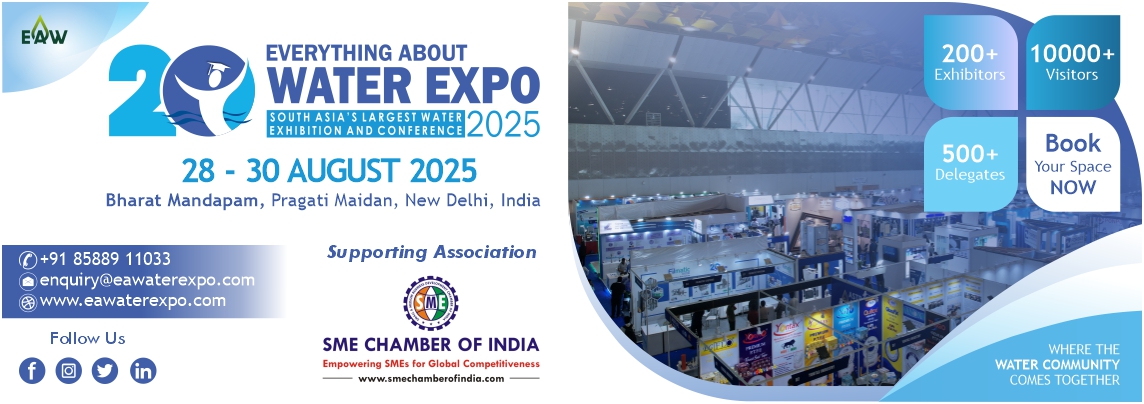 EAW
20
EVERYTHING ABOUT
WATER EXPO
SOUTH ASIA'S LARGEST WATER
EXHIBITION AND CONFERENCE
2025
28 - 30 AUGUST 2025
Bharat Mandapam, Pragati Maidan, New Delhi, India
+91 85889 11033
enquiry@eawaterexpo.com
www.eawaterexpo.com
Follow Us
Supporting Association
SME
SME CHAMBER OF INDIA
Empowering SMEs for Global Competitiveness
www.smechamberofindia.com
200+
Exhibitors
10000+
Visitors
500+
Delegates
Book
Your Space
NOW
WHERE THE
WATER COMMUNITY
COMES TOGETHER